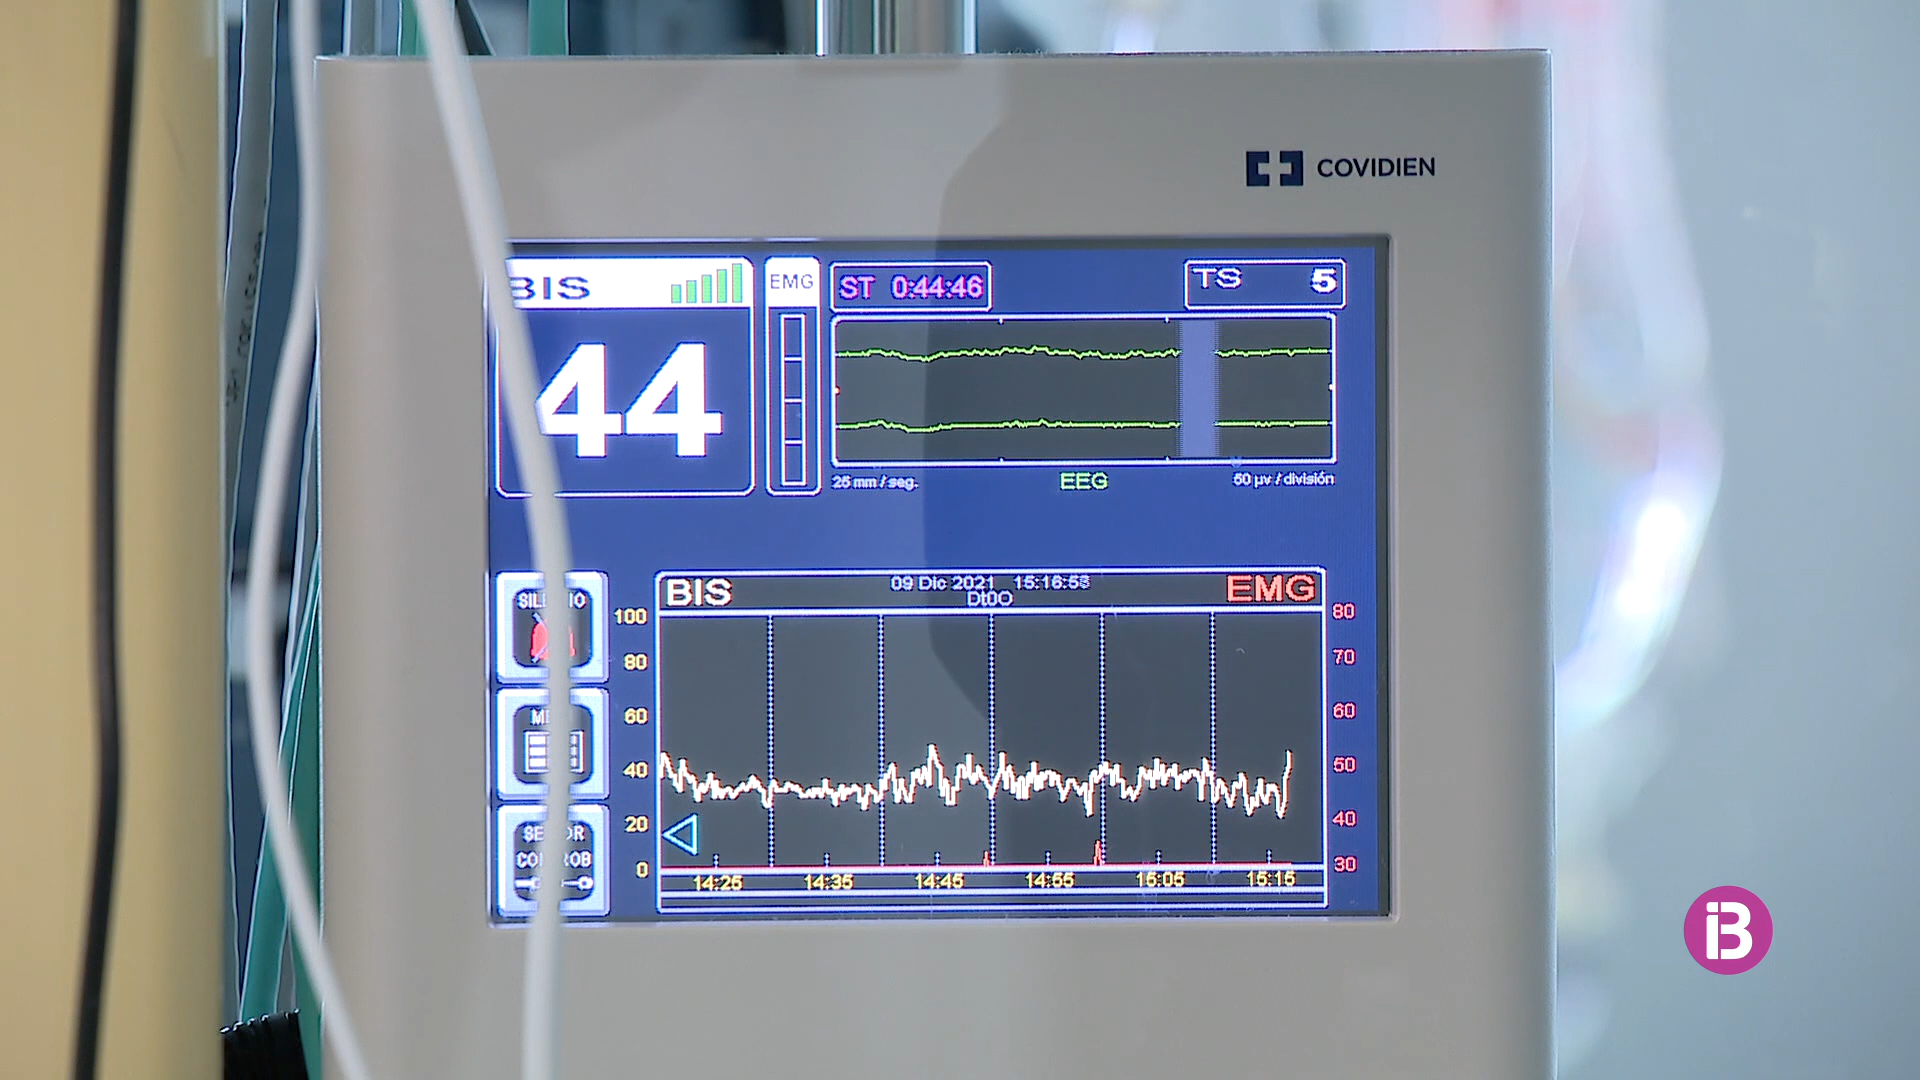 COVIDIEN
BIS
EMG
ST 0:44:46
TS 5
44
25 mm / seg.
EEG
50 µv / división
BIS
09 Dic 2021 15:16:58
EMG
100
80
60
40
20
0
80
70
60
50
40
30
14:25 14:35 14:45 14:55 15:05 15:15
iB